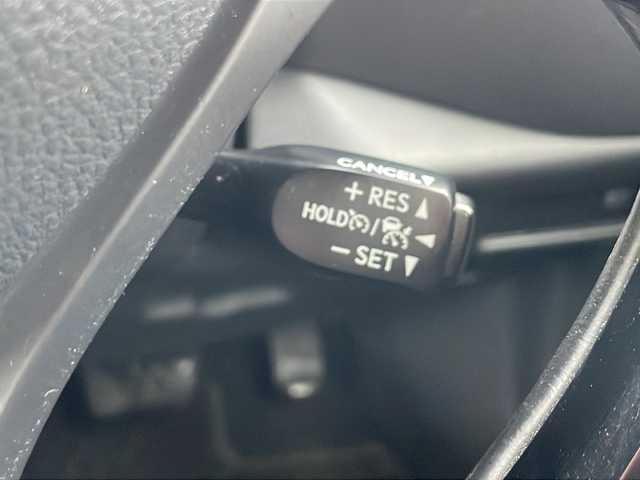 CANCEL▼
+ RES ▲
HOLD / ◀
− SET ▼